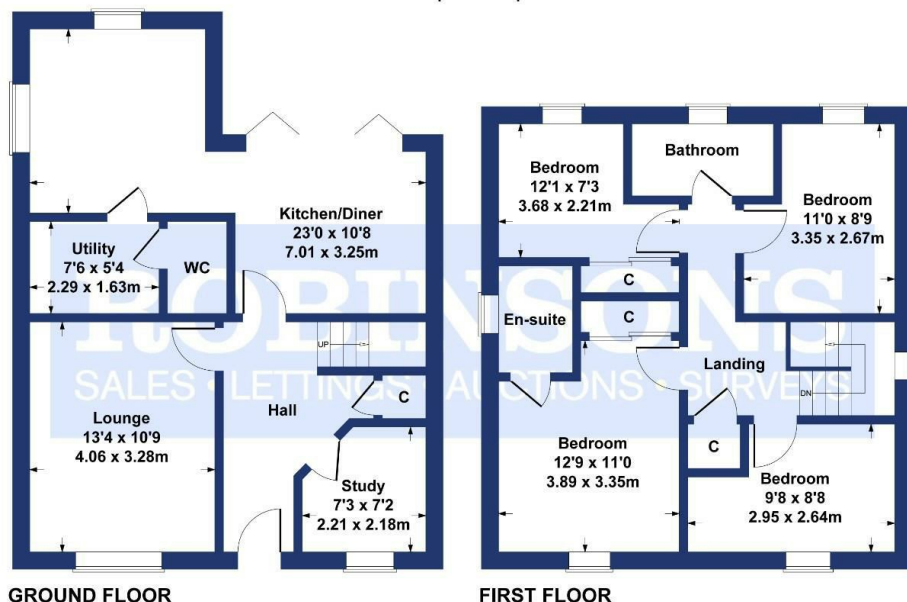 Kitchen/Diner
23'0 x 10'8
7.01 x 3.25m
Utility
7'6 x 5'4
2.29 x 1.63m
WC
UP
Lounge
13'4 x 10'9
4.06 x 3.28m
Hall
C
Study
7'3 x 7'2
2.21 x 2.18m
GROUND FLOOR
Bedroom
12'1 x 7'3
3.68 x 2.21m
Bathroom
Bedroom
11'0 x 8'9
3.35 x 2.67m
C
En-suite
C
Landing
DN
Bedroom
12'9 x 11'0
3.89 x 3.35m
C
Bedroom
9'8 x 8'8
2.95 x 2.64m
FIRST FLOOR
ROBINSONS
SALES • LETTINGS • AUCTIONS • SURVEYS